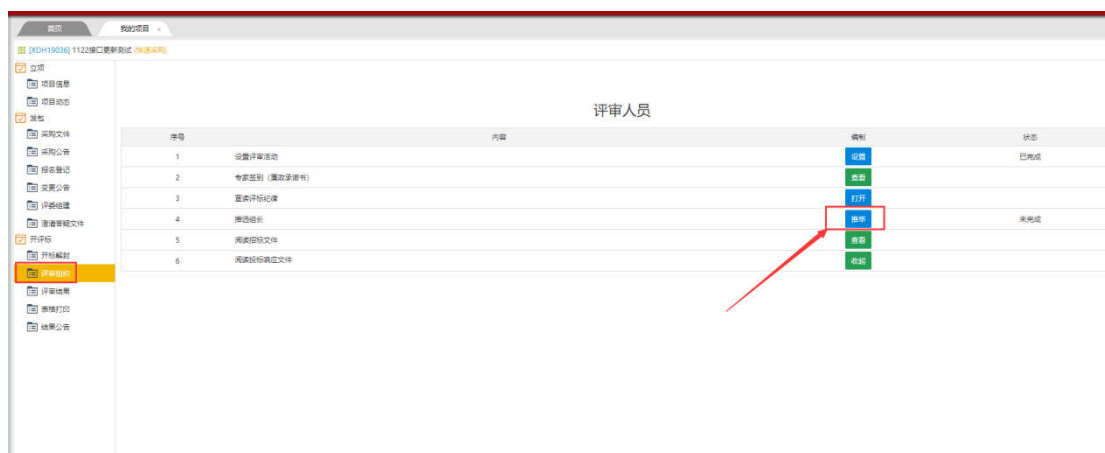 首页 我的项目 ×
[XDH19036] 1122接口更新测试 (快速采购)
立项
项目信息
项目动态
发包
采购文件
采购公告
报名登记
变更公告
评委组建
澄清答疑文件
开评标
开标解封
评审组织
评审结果
表格打印
结果公告
评审人员
序号 内容 编制 状态
1 设置评审活动 设置 已完成
2 专家签到（廉政承诺书） 查看
3 宣读评标纪律 打开
4 推选组长 推举 未完成
5 阅读招标文件 查看
6 阅读投标响应文件 收起